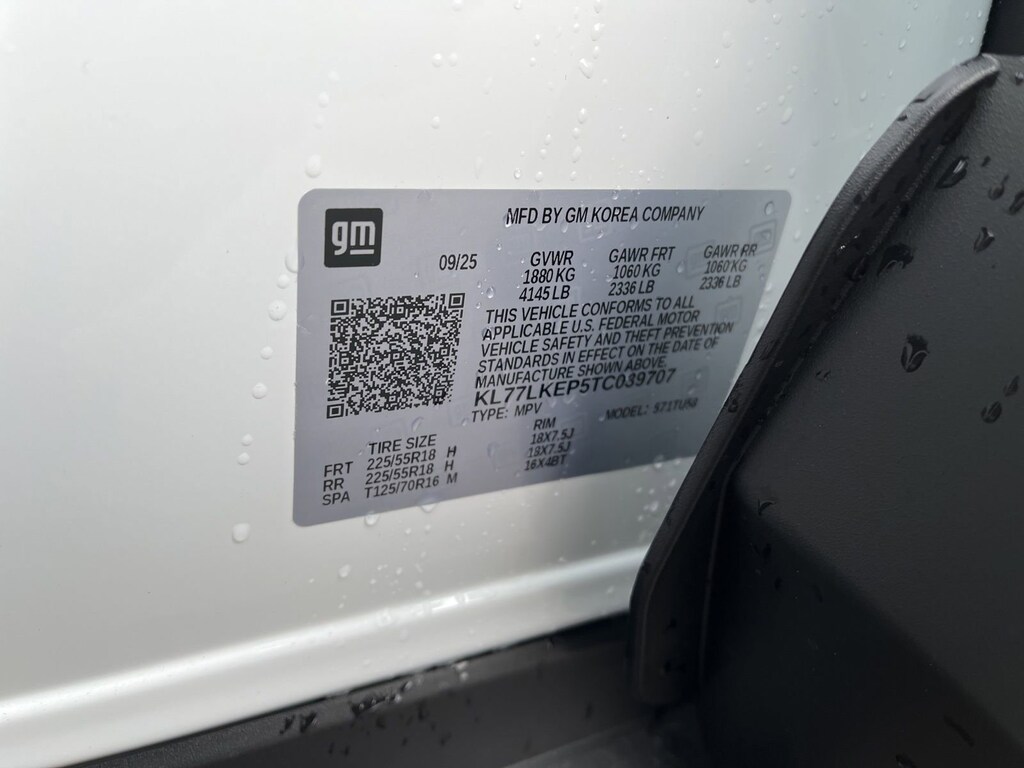 gm
MFD BY GM KOREA COMPANY
09/25
GVWR GAWR FRT GAWR RR
1880 KG 1060 KG 1060 KG
4145 LB 2336 LB 2336 LB
THIS VEHICLE CONFORMS TO ALL
APPLICABLE U.S. FEDERAL MOTOR
VEHICLE SAFETY AND THEFT PREVENTION
STANDARDS IN EFFECT ON THE DATE OF
MANUFACTURE SHOWN ABOVE.
KL77LKEP5TC039707
TYPE: MPV MODEL: 571TU58
TIRE SIZE RIM
FRT 225/55R18 H 18X7.5J
RR 225/55R18 H 18X7.5J
SPA T125/70R16 M 16X4BT